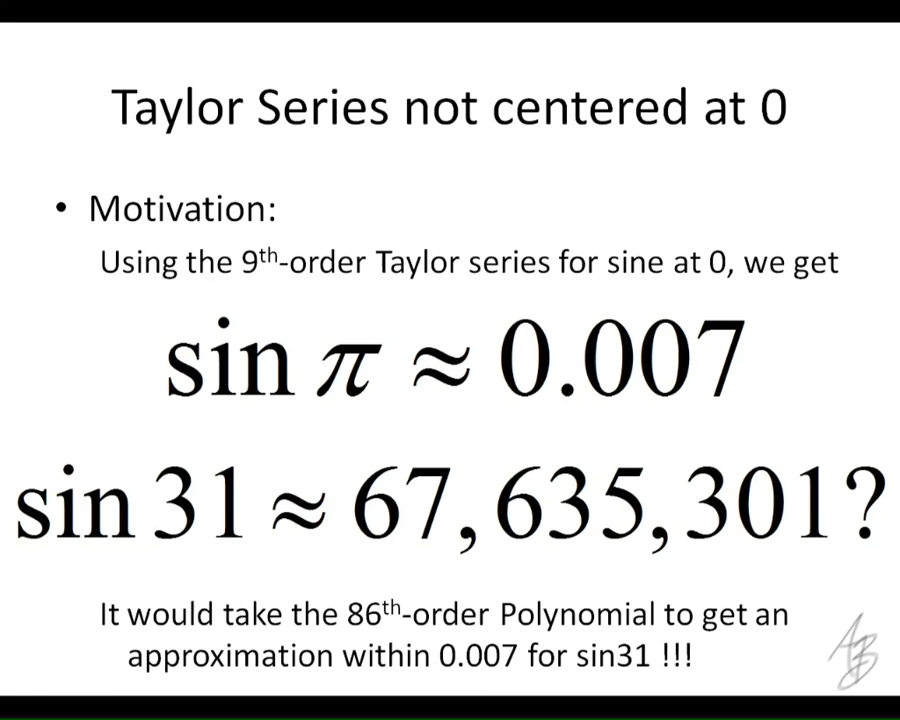 Taylor Series not centered at 0
• Motivation:
Using the 9th-order Taylor series for sine at 0, we get
sin π ≈ 0.007
sin 31 ≈ 67,635,301?
It would take the 86th-order Polynomial to get an
approximation within 0.007 for sin31 !!!